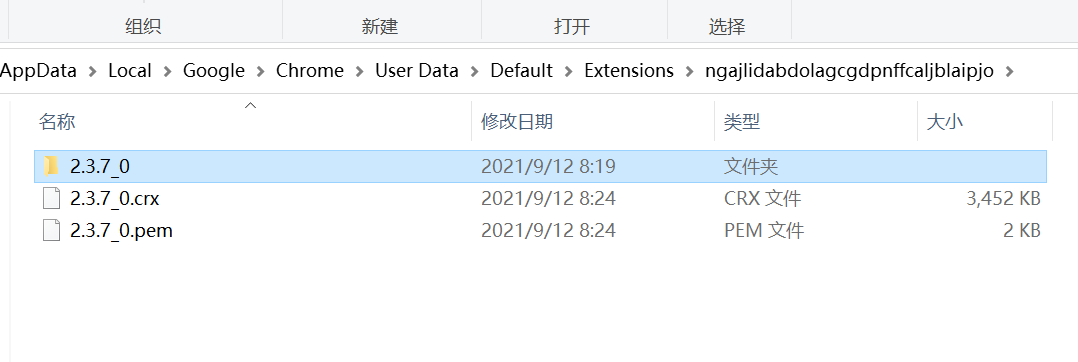 组织 新建 打开 选择
AppData Local Google Chrome User Data Default Extensions ngajlidabdolagcgdpnffcaljblaipjo
名称 修改日期 类型 大小
2.3.7_0 2021/9/12 8:19 文件夹
2.3.7_0.crx 2021/9/12 8:24 CRX 文件 3,452 KB
2.3.7_0.pem 2021/9/12 8:24 PEM 文件 2 KB